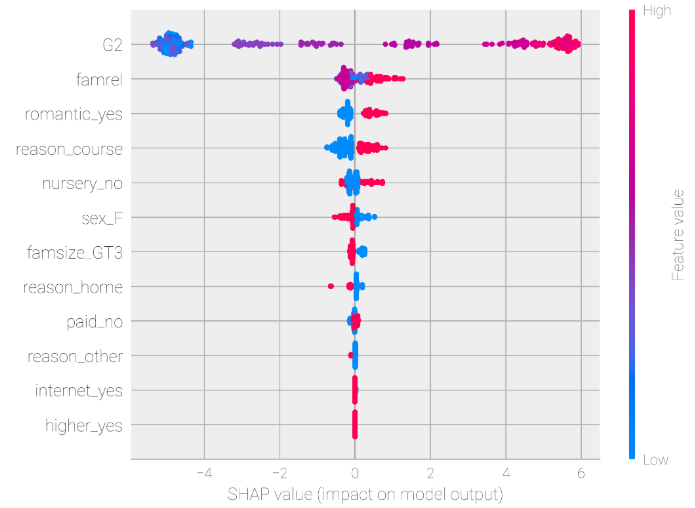 High
G2
famrel
romantic_yes
reason_course
nursery_no
sex_F
famsize_GT3
reason_home
paid_no
reason_other
internet_yes
higher_yes
Feature value
Low
−4 −2 0 2 4 6
SHAP value (impact on model output)